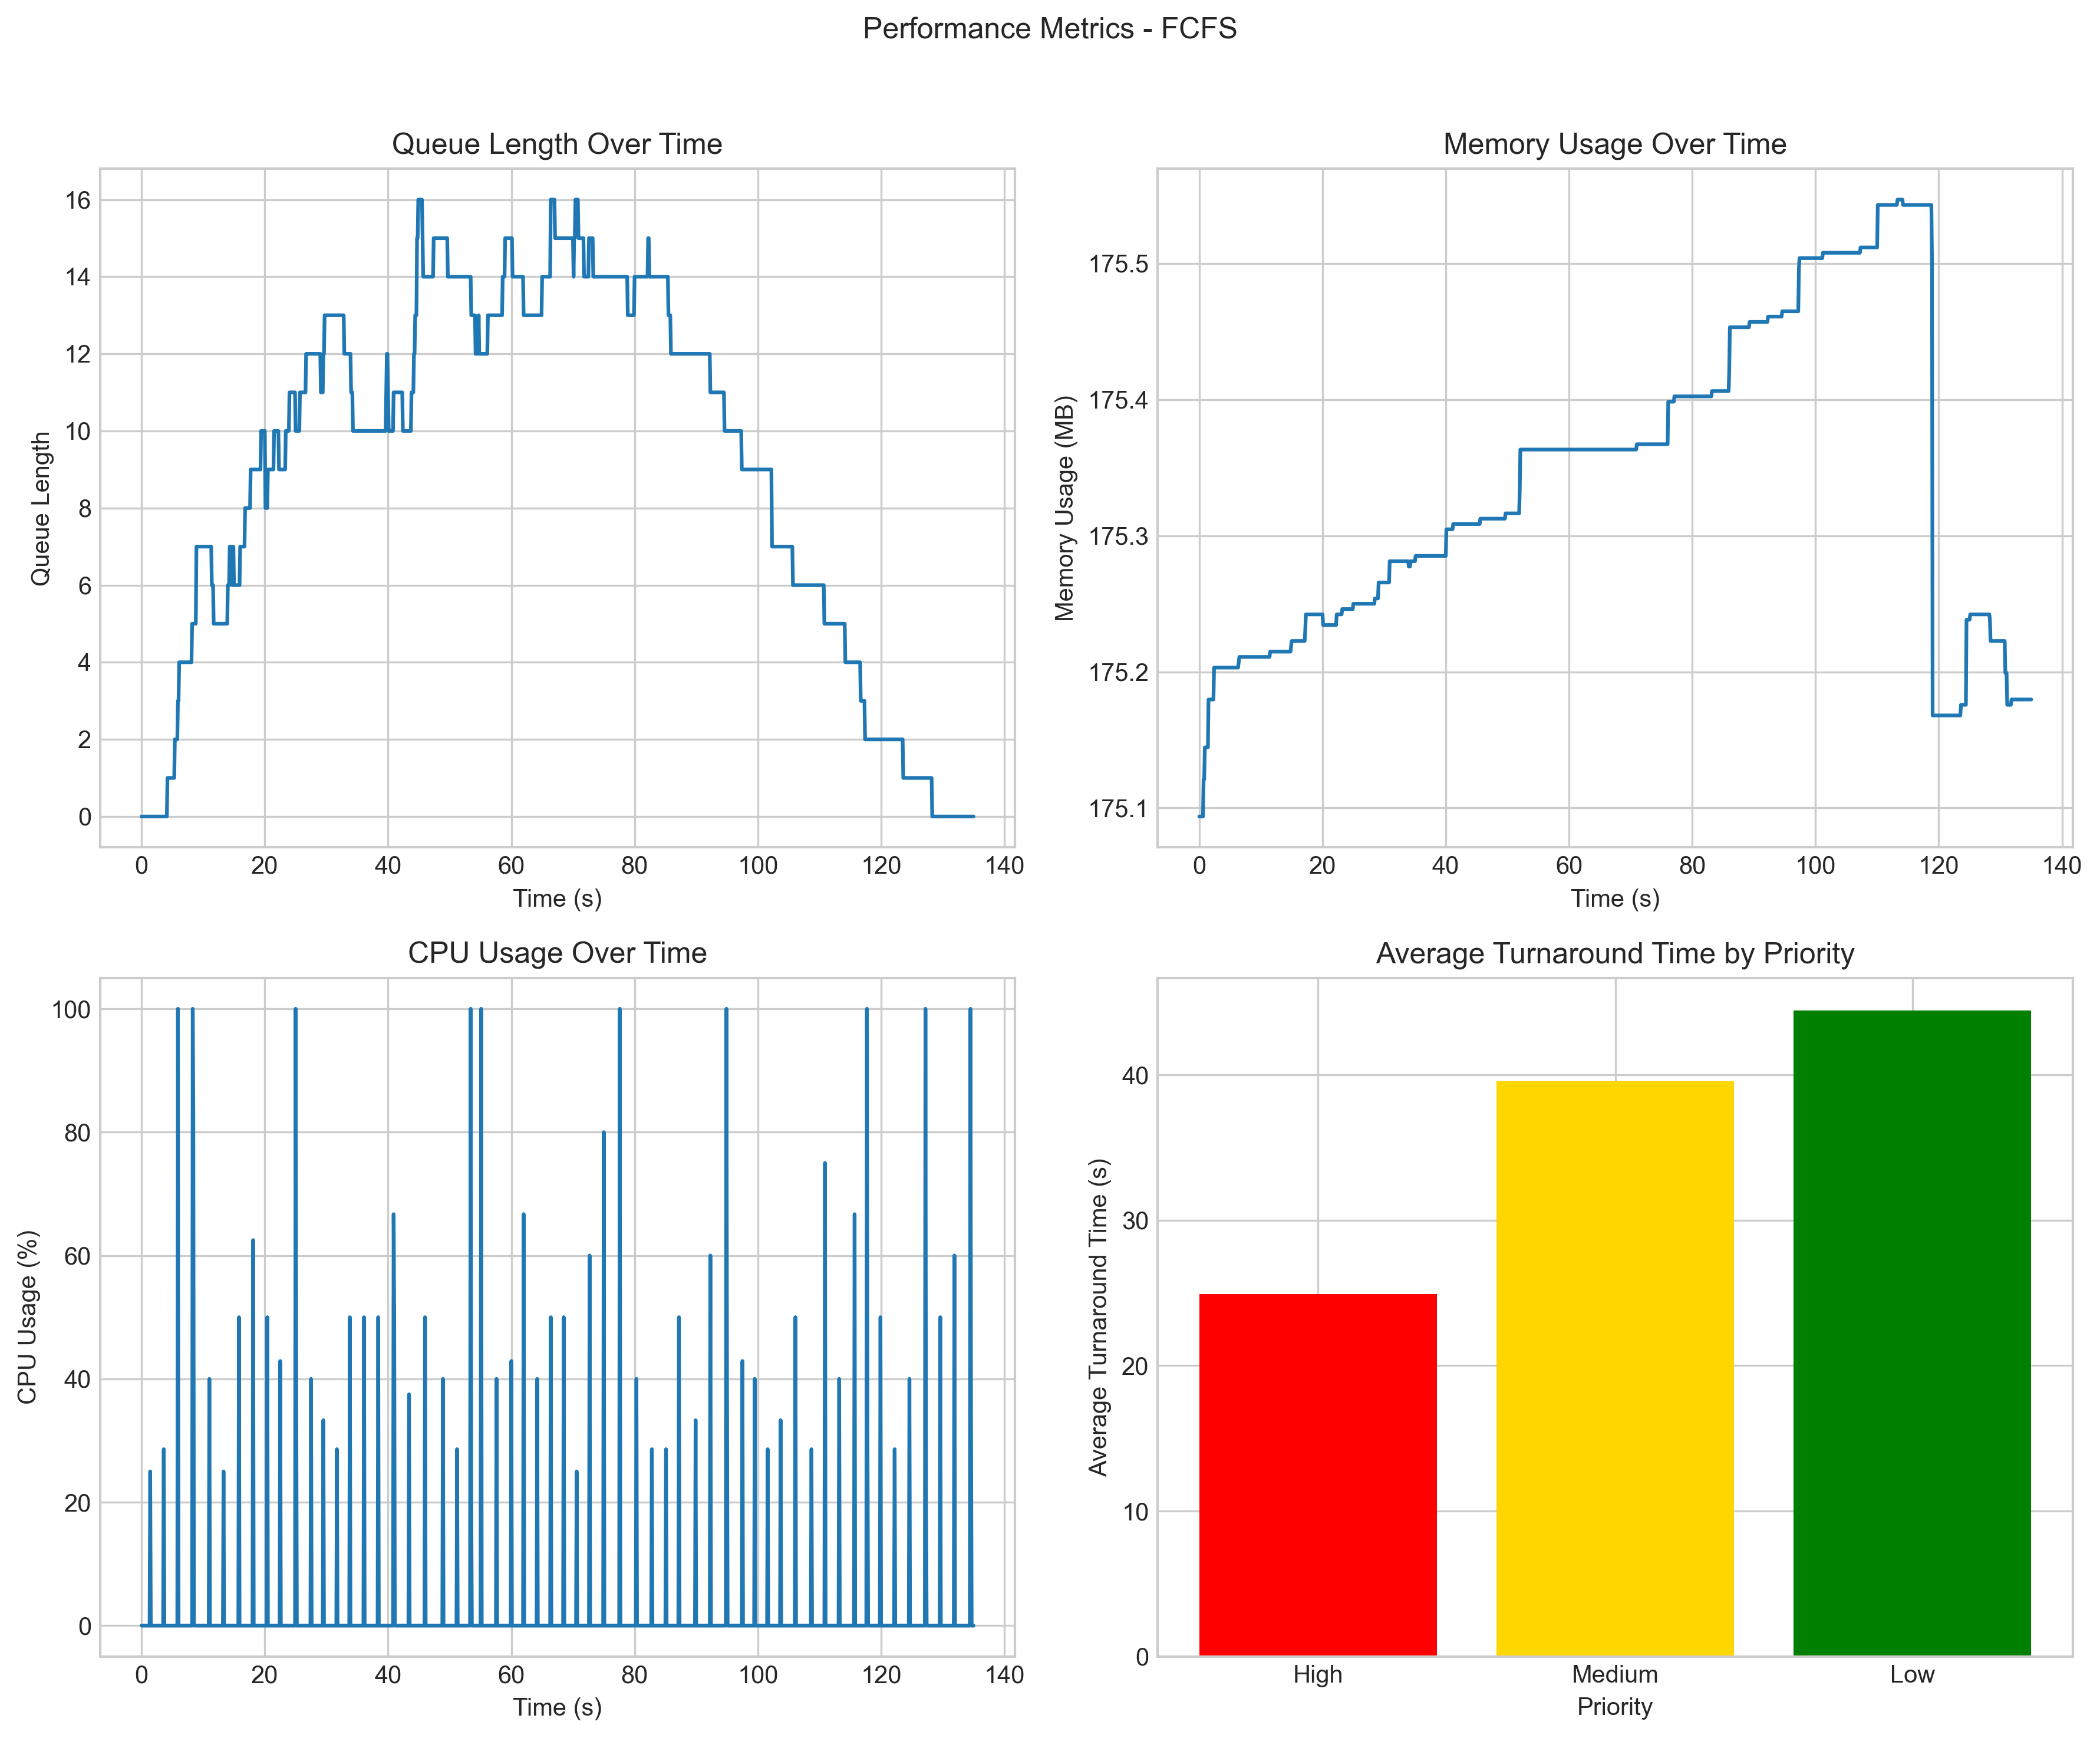 Performance Metrics - FCFS
Queue Length Over Time
Queue Length
16
14
12
10
8
6
4
2
0
0 20 40 60 80 100 120 140
Time (s)
Memory Usage Over Time
Memory Usage (MB)
175.5
175.4
175.3
175.2
175.1
0 20 40 60 80 100 120 140
Time (s)
CPU Usage Over Time
CPU Usage (%)
100
80
60
40
20
0
0 20 40 60 80 100 120 140
Time (s)
Average Turnaround Time by Priority
Average Turnaround Time (s)
40
30
20
10
0
High Medium Low
Priority